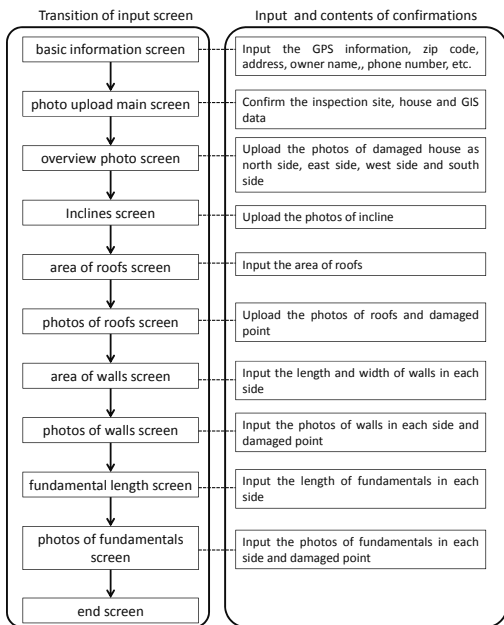 Transition of input screen
Input and contents of confirmations
basic information screen
Input the GPS information, zip code,
address, owner name,, phone number, etc.
photo upload main screen
Confirm the inspection site, house and GIS
data
overview photo screen
Upload the photos of damaged house as
north side, east side, west side and south
side
Inclines screen
Upload the photos of incline
area of roofs screen
Input the area of roofs
photos of roofs screen
Upload the photos of roofs and damaged
point
area of walls screen
Input the length and width of walls in each
side
photos of walls screen
Input the photos of walls in each side and
damaged point
fundamental length screen
Input the length of fundamentals in each
side
photos of fundamentals
screen
Input the photos of fundamentals in each
side and damaged point
end screen